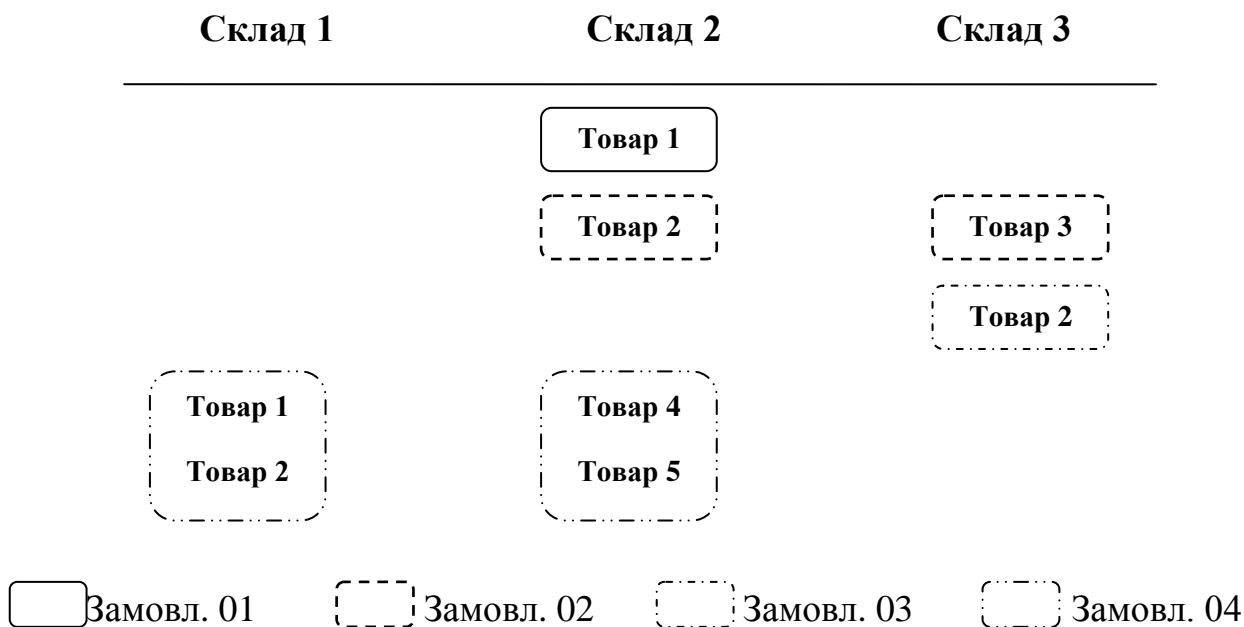 Склад 1 Склад 2 Склад 3
Товар 1
Товар 2 Товар 3
Товар 2
Товар 1 Товар 4
Товар 2 Товар 5
Замовл. 01 Замовл. 02 Замовл. 03 Замовл. 04